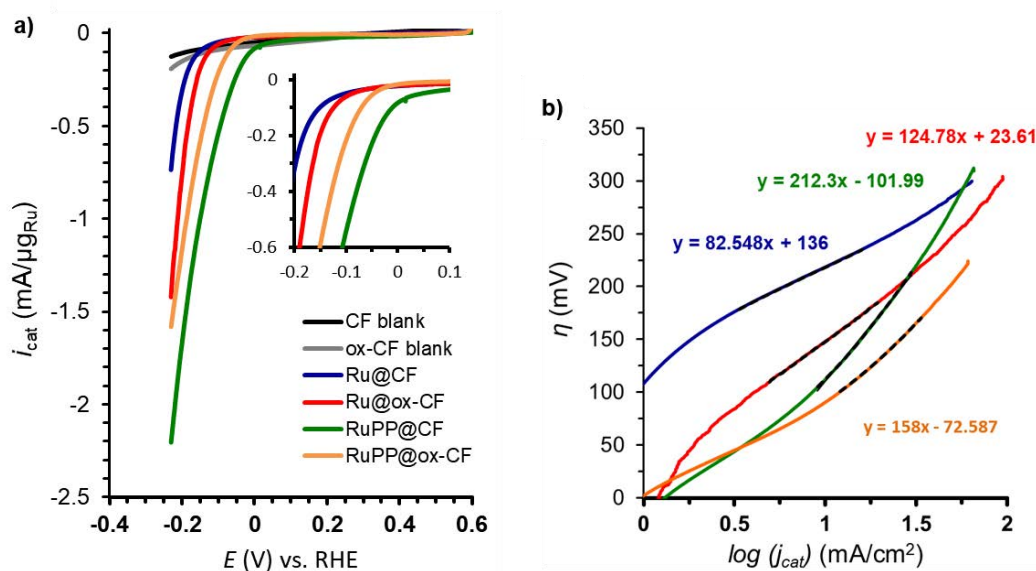 a)
0
-0.5
-1
-1.5
-2
-2.5
i_cat (mA/µg_Ru)
-0.4
-0.2
0
0.2
0.4
0.6
E (V) vs. RHE
0
-0.2
-0.4
-0.6
-0.2
-0.1
0
0.1
CF blank
ox-CF blank
Ru@CF
Ru@ox-CF
RuPP@CF
RuPP@ox-CF
b)
350
300
250
200
150
100
50
0
η (mV)
y = 124.78x + 23.61
y = 212.3x - 101.99
y = 82.548x + 136
y = 158x - 72.587
0
0.5
1
1.5
2
log (j_cat) (mA/cm²)